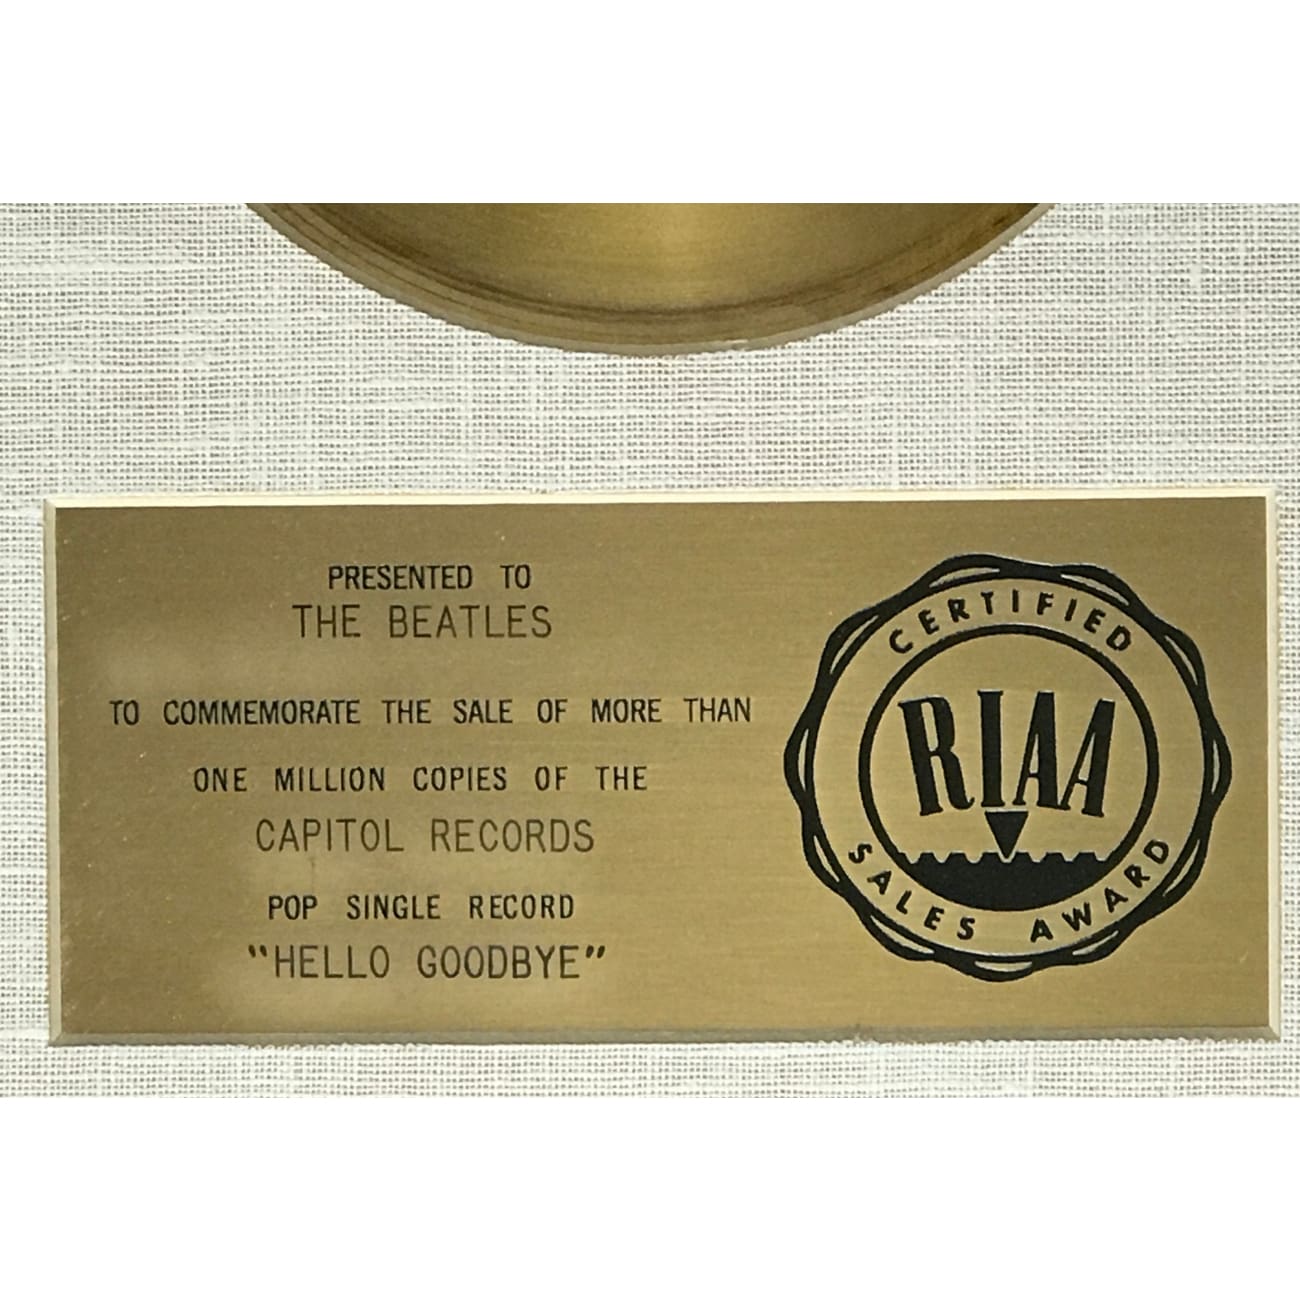 PRESENTED TO
THE BEATLES
TO COMMEMORATE THE SALE OF MORE THAN
ONE MILLION COPIES OF THE
CAPITOL RECORDS
POP SINGLE RECORD
"HELLO GOODBYE"
CERTIFIED
RIAA
SALES AWARD